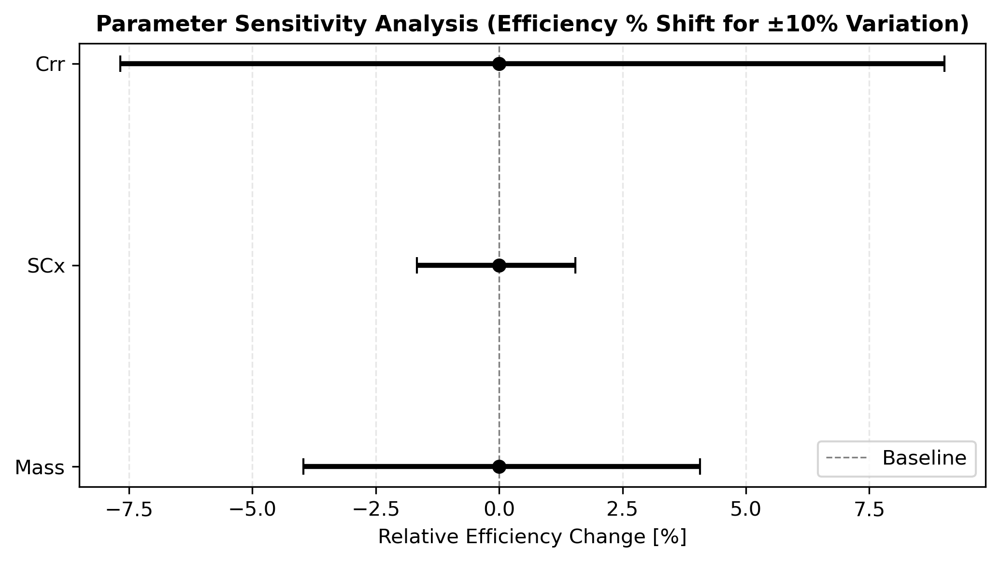 Parameter Sensitivity Analysis (Efficiency % Shift for ±10% Variation)
Crr
SCx
Mass
Baseline
−7.5 −5.0 −2.5 0.0 2.5 5.0 7.5
Relative Efficiency Change [%]